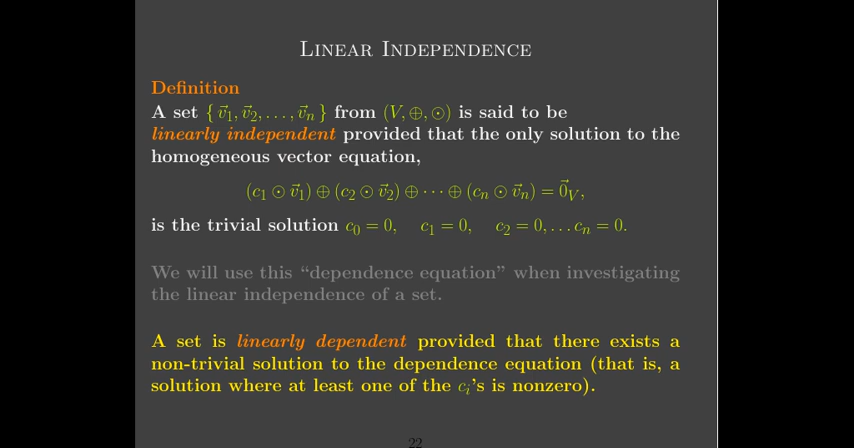 Linear Independence
Definition
A set { v⃗₁, v⃗₂, . . . , v⃗ₙ } from (V, ⊕, ⊙) is said to be
linearly independent provided that the only solution to the
homogeneous vector equation,
(c₁ ⊙ v⃗₁) ⊕ (c₂ ⊙ v⃗₂) ⊕ · · · ⊕ (cₙ ⊙ v⃗ₙ) = 0⃗_V,
is the trivial solution c₀ = 0, c₁ = 0, c₂ = 0, . . . cₙ = 0.
We will use this “dependence equation” when investigating
the linear independence of a set.
A set is linearly dependent provided that there exists a
non-trivial solution to the dependence equation (that is, a
solution where at least one of the cᵢ’s is nonzero).
22